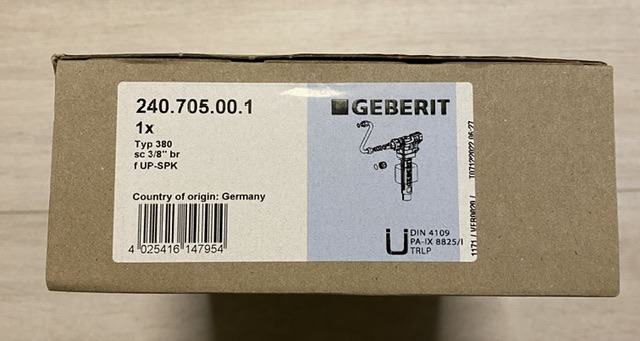 240.705.00.1
1x
Typ 380
sc 3/8" br
f UP-SPK
Country of origin: Germany
4 025416 147954
GEBERIT
DIN 4109
PA-IX 8825/I
TRLP